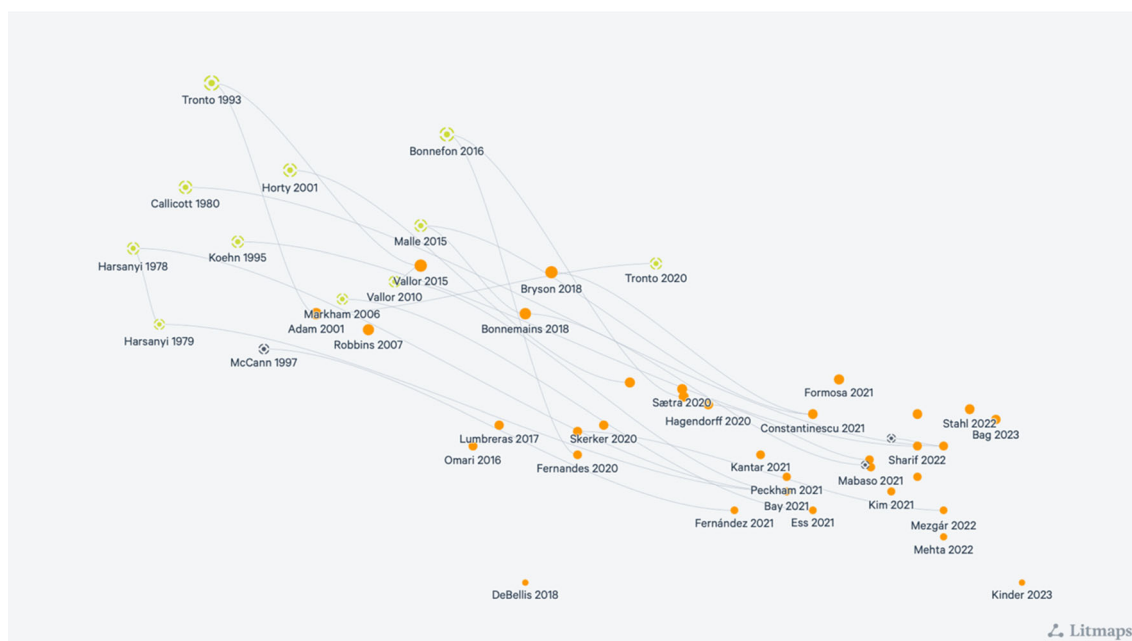 Tronto 1993
Bonnefon 2016
Horty 2001
Callicott 1980
Malle 2015
Koehn 1995
Harsanyi 1978
Vallor 2015
Tronto 2020
Bryson 2018
Vallor 2010
Markham 2006
Adam 2001
Bonnemains 2018
Harsanyi 1979
Robbins 2007
McCann 1997
Formosa 2021
Sætra 2020
Hagendorff 2020
Stahl 2022
Constantinescu 2021
Bag 2023
Lumbreras 2017
Skerker 2020
Omari 2016
Sharif 2022
Fernandes 2020
Kantar 2021
Mabaso 2021
Peckham 2021
Bay 2021
Kim 2021
Fernández 2021
Ess 2021
Mezgár 2022
Mehta 2022
DeBellis 2018
Kinder 2023
Litmaps